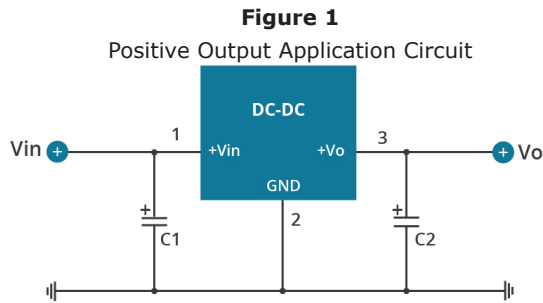 Figure 1
Positive Output Application Circuit
DC-DC
Vin + 1 +Vin +Vo 3 + Vo
GND
2
+ C1
+ C2